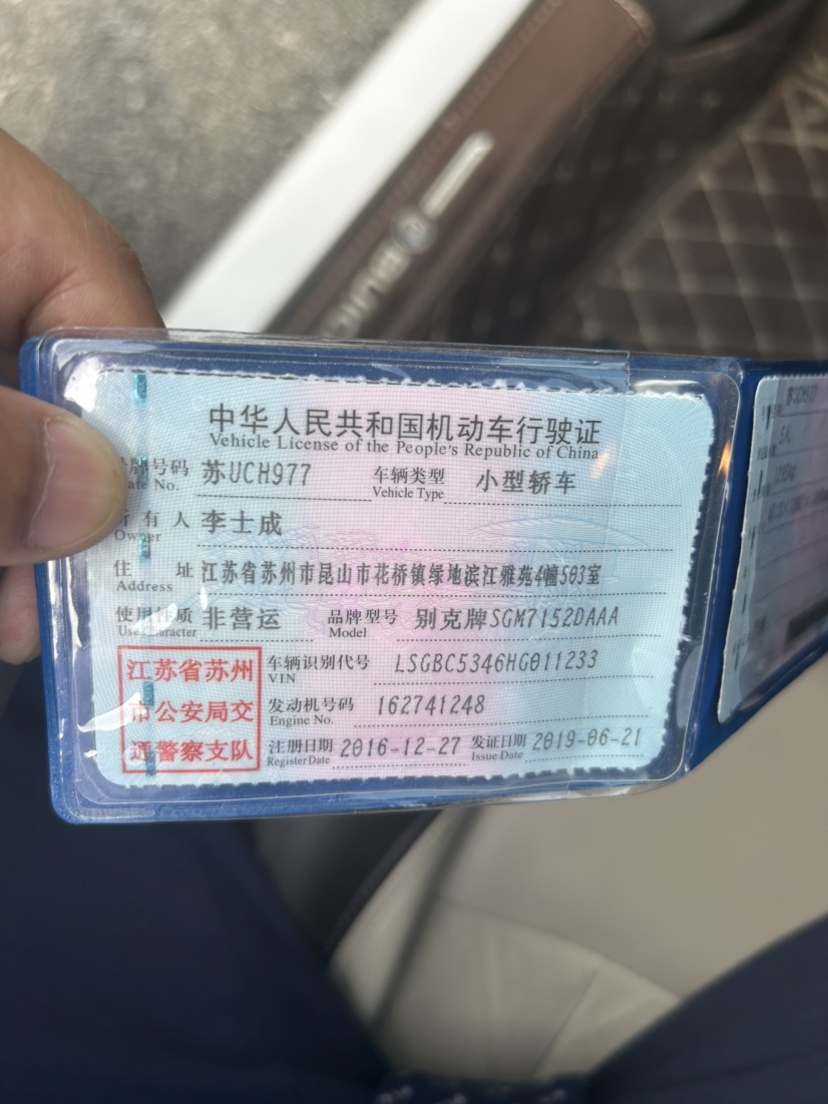 中华人民共和国机动车行驶证
Vehicle License of the People's Republic of China
号码 苏UCH977 车辆类型 小型轿车
No. Vehicle Type
有人 李士成
Owner
住址 江苏省苏州市昆山市花桥镇绿地滨江雅苑4幢503室
Address
使用性质 非营运 品牌型号 别克牌SGM7152DAAA
Use Character Model
江苏省苏州
市公安局交
通警察支队
车辆识别代号 LSGBC5346HG011233
VIN
发动机号码 162741248
Engine No.
注册日期 2016-12-27 发证日期 2019-06-21
Register Date Issue Date
BUICK